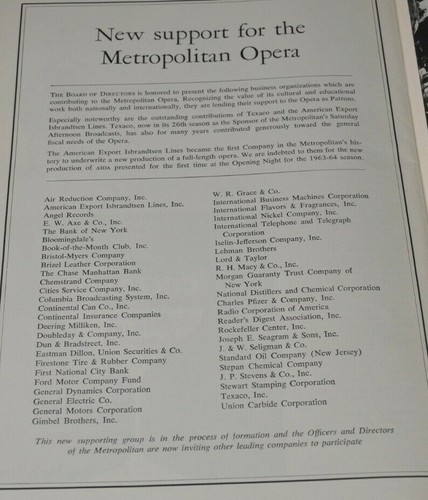 New support for the
Metropolitan Opera
THE BOARD OF DIRECTORS is honored to present the following business organizations which are
contributing to the Metropolitan Opera. Recognizing the value of its cultural and educational
work both nationally and internationally, they are lending their support to the Opera as Patrons.
Especially noteworthy are the outstanding contributions of Texaco and the American Export
Isbrandtsen Lines. Texaco, now in its 26th season as the Sponsor of the Metropolitan's Saturday
Afternoon Broadcasts, has also for many years contributed generously toward the general
fiscal needs of the Opera.
The American Export Isbrandtsen Lines became the first Company in the Metropolitan's his-
tory to underwrite a new production of a full-length opera. We are indebted to them for the new
production of AIDA presented for the first time at the Opening Night for the 1963-64 season.
Air Reduction Company, Inc.
American Export Isbrandtsen Lines, Inc.
Angel Records
E. W. Axe & Co., Inc.
The Bank of New York
Bloomingdale's
Book-of-the-Month Club, Inc.
Bristol-Myers Company
Brizel Leather Corporation
The Chase Manhattan Bank
Chemstrand Company
Cities Service Company, Inc.
Columbia Broadcasting System, Inc.
Continental Can Co., Inc.
Continental Insurance Companies
Deering Milliken, Inc.
Doubleday & Company, Inc.
Dun & Bradstreet, Inc.
Eastman Dillon, Union Securities & Co.
Firestone Tire & Rubber Company
First National City Bank
Ford Motor Company Fund
General Dynamics Corporation
General Electric Co.
General Motors Corporation
Gimbel Brothers, Inc.
W. R. Grace & Co.
International Business Machines Corporation
International Flavors & Fragrances, Inc.
International Nickel Company, Inc.
International Telephone and Telegraph
Corporation
Iselin-Jefferson Company, Inc.
Lehman Brothers
Lord & Taylor
R. H. Macy & Co., Inc.
Morgan Guaranty Trust Company of
New York
National Distillers and Chemical Corporation
Charles Pfizer & Company, Inc.
Radio Corporation of America
Reader's Digest Association, Inc.
Rockefeller Center, Inc.
Joseph E. Seagram & Sons, Inc.
J. & W. Seligman & Co.
Standard Oil Company (New Jersey)
Stepan Chemical Company
J. P. Stevens & Co., Inc.
Stewart Stamping Corporation
Texaco, Inc.
Union Carbide Corporation
This new supporting group is in the process of formation and the Officers and Directors
of the Metropolitan are now inviting other leading companies to participate